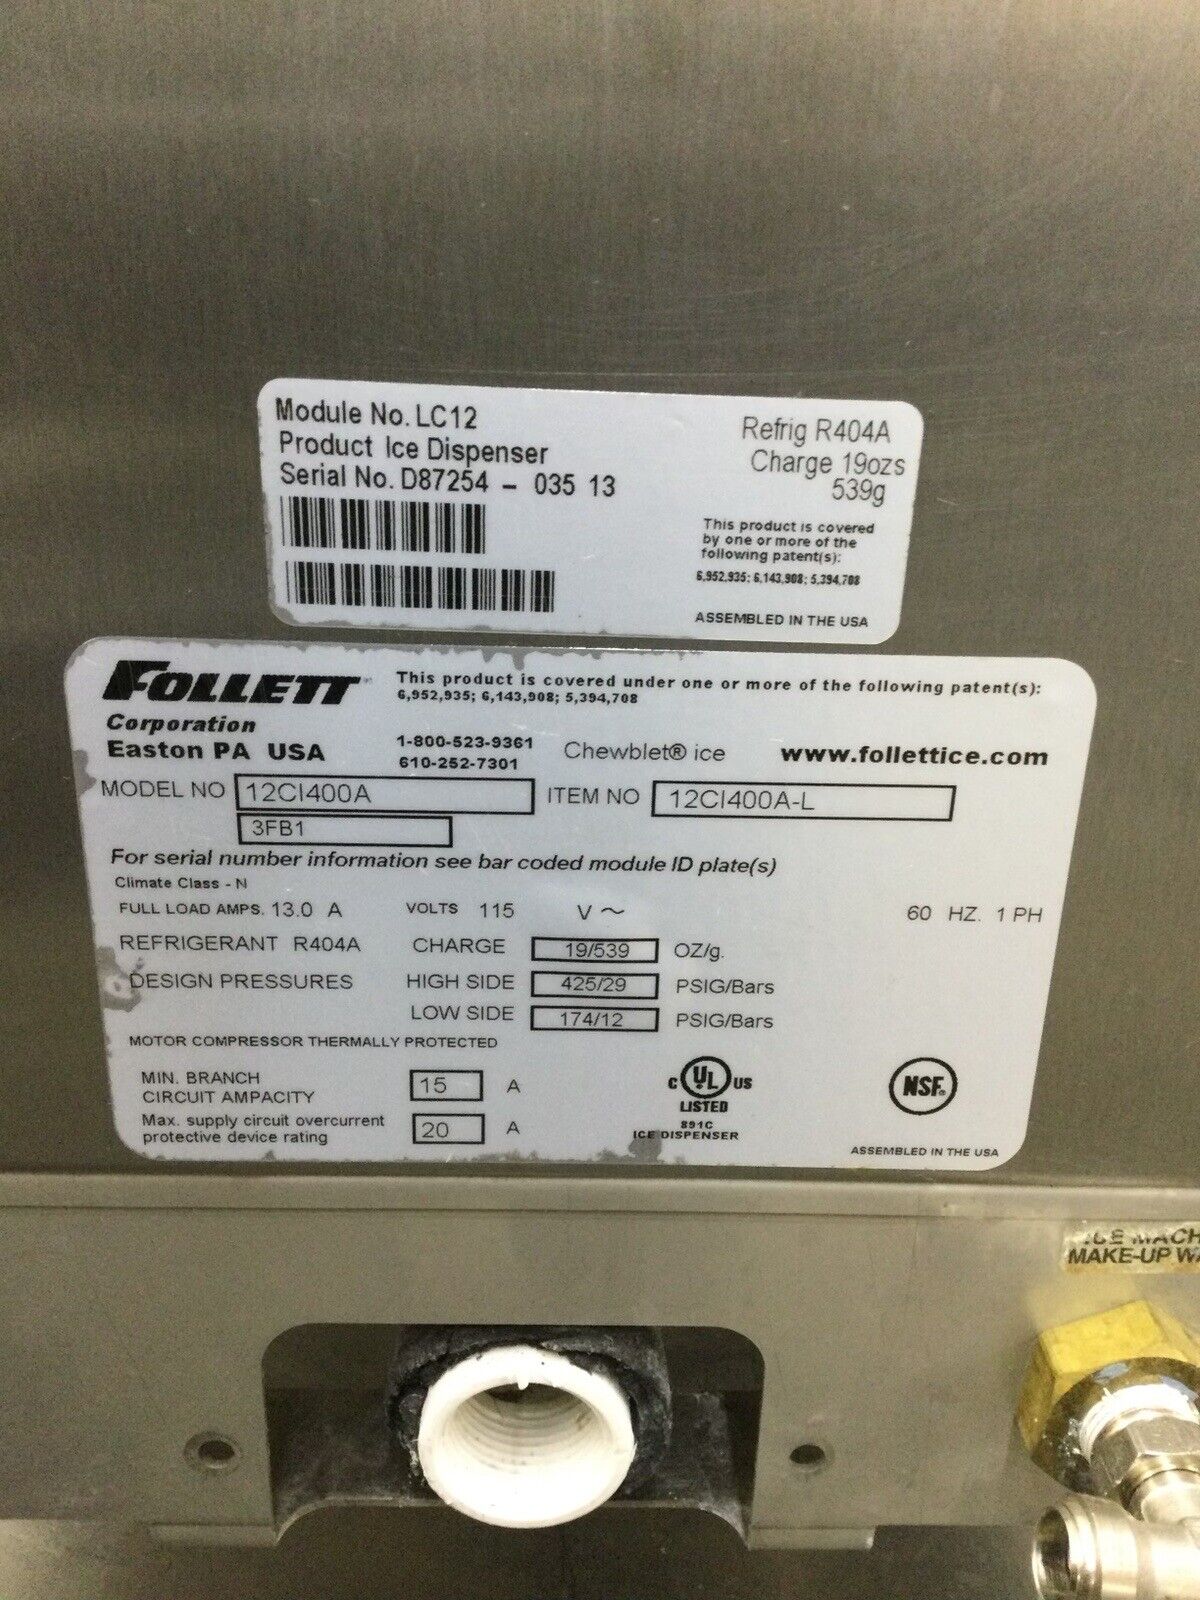 Module No. LC12
Product Ice Dispenser
Serial No. D87254 - 035 13
Refrig R404A
Charge 19ozs
539g
This product is covered
by one or more of the
following patent(s):
6,952,935; 6,143,908; 5,394,708
ASSEMBLED IN THE USA
FOLLETT
Corporation
Easton PA USA
This product is covered under one or more of the following patent(s):
6,952,935; 6,143,908; 5,394,708
1-800-523-9361
610-252-7301
Chewblet® ice
www.follettice.com
MODEL NO 12CI400A ITEM NO 12CI400A-L
3FB1
For serial number information see bar coded module ID plate(s)
Climate Class - N
FULL LOAD AMPS. 13.0 A VOLTS 115 V ~ 60 HZ. 1 PH
REFRIGERANT R404A CHARGE 19/539 OZ/g.
DESIGN PRESSURES HIGH SIDE 425/29 PSIG/Bars
LOW SIDE 174/12 PSIG/Bars
MOTOR COMPRESSOR THERMALLY PROTECTED
MIN. BRANCH
CIRCUIT AMPACITY 15 A
Max. supply circuit overcurrent
protective device rating 20 A
C UL US
LISTED
891C
ICE DISPENSER
NSF®
ASSEMBLED IN THE USA
ICE MACH
MAKE-UP WA